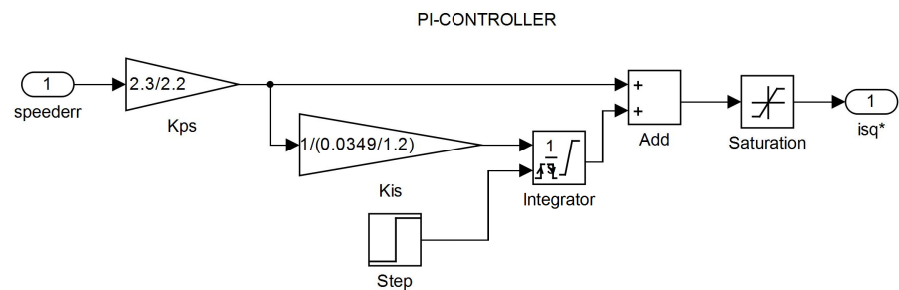 PI-CONTROLLER
1
speederr
2.3/2.2
Kps
1/(0.0349/1.2)
Kis
Step
1
s
Integrator
+
+
Add
Saturation
1
isq*